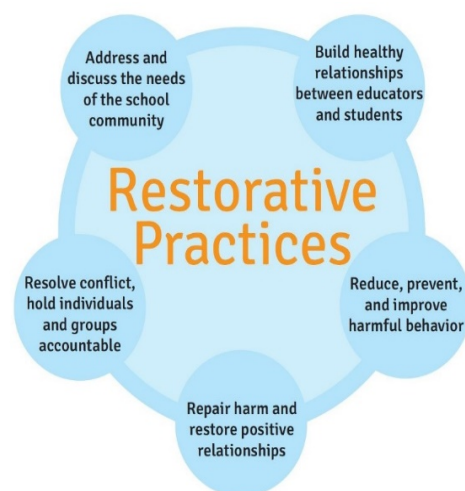 Address and
discuss the needs
of the school
community
Build healthy
relationships
between educators
and students
Restorative
Practices
Resolve conflict,
hold individuals
and groups
accountable
Reduce, prevent,
and improve
harmful behavior
Repair harm and
restore positive
relationships